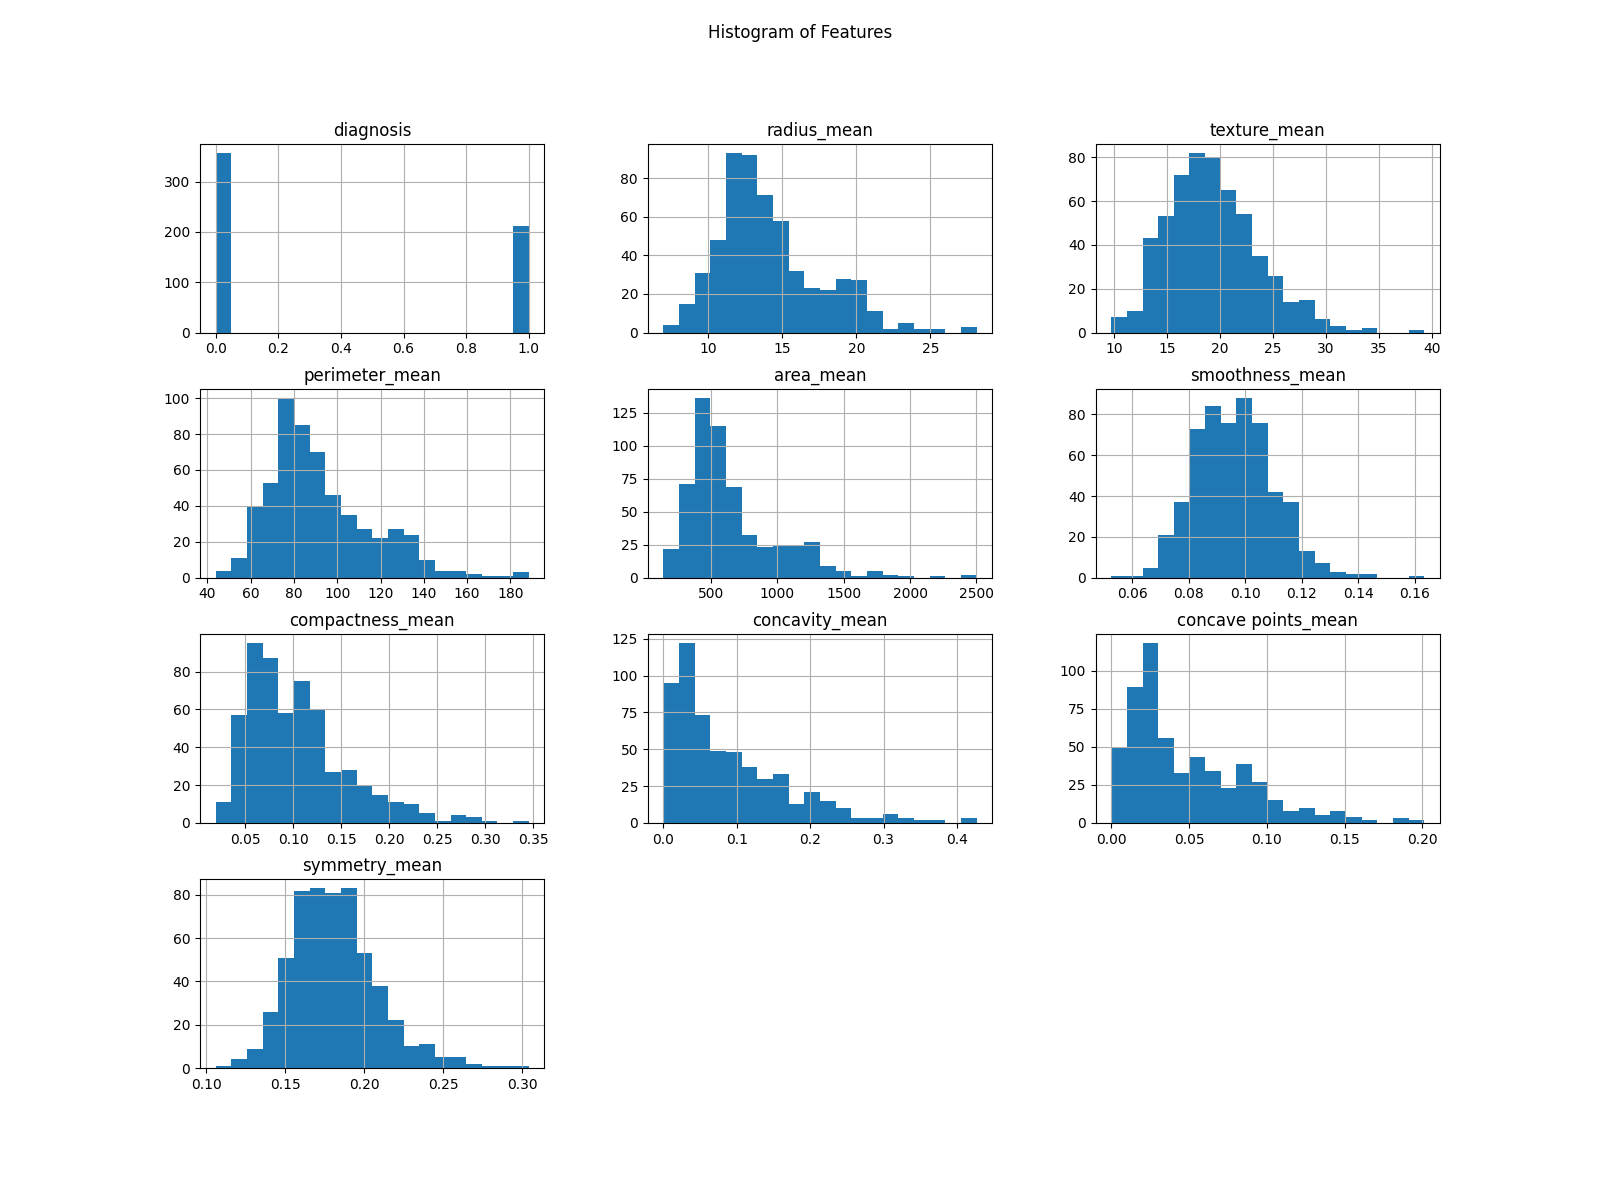 Histogram of Features
diagnosis
300
200
100
0
0.0 0.2 0.4 0.6 0.8 1.0
radius_mean
80
60
40
20
0
10 15 20 25
texture_mean
80
60
40
20
0
10 15 20 25 30 35 40
perimeter_mean
100
80
60
40
20
0
40 60 80 100 120 140 160 180
area_mean
125
100
75
50
25
0
500 1000 1500 2000 2500
smoothness_mean
80
60
40
20
0
0.06 0.08 0.10 0.12 0.14 0.16
compactness_mean
80
60
40
20
0
0.05 0.10 0.15 0.20 0.25 0.30 0.35
concavity_mean
125
100
75
50
25
0
0.0 0.1 0.2 0.3 0.4
concave points_mean
100
75
50
25
0
0.00 0.05 0.10 0.15 0.20
symmetry_mean
80
60
40
20
0
0.10 0.15 0.20 0.25 0.30